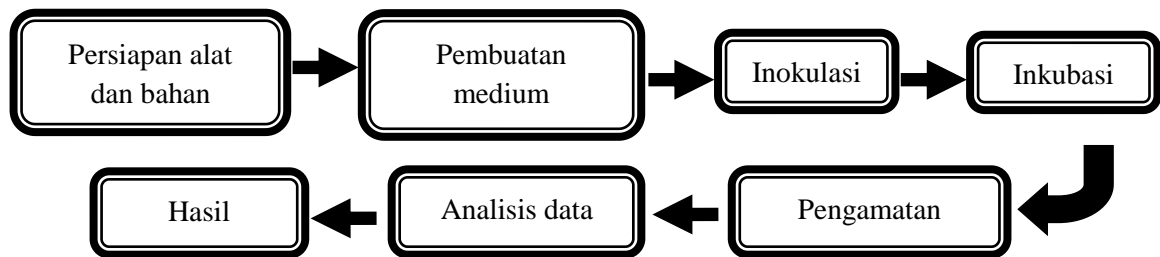 Persiapan alat
dan bahan
Pembuatan
medium
Inokulasi
Inkubasi
Pengamatan
Analisis data
Hasil